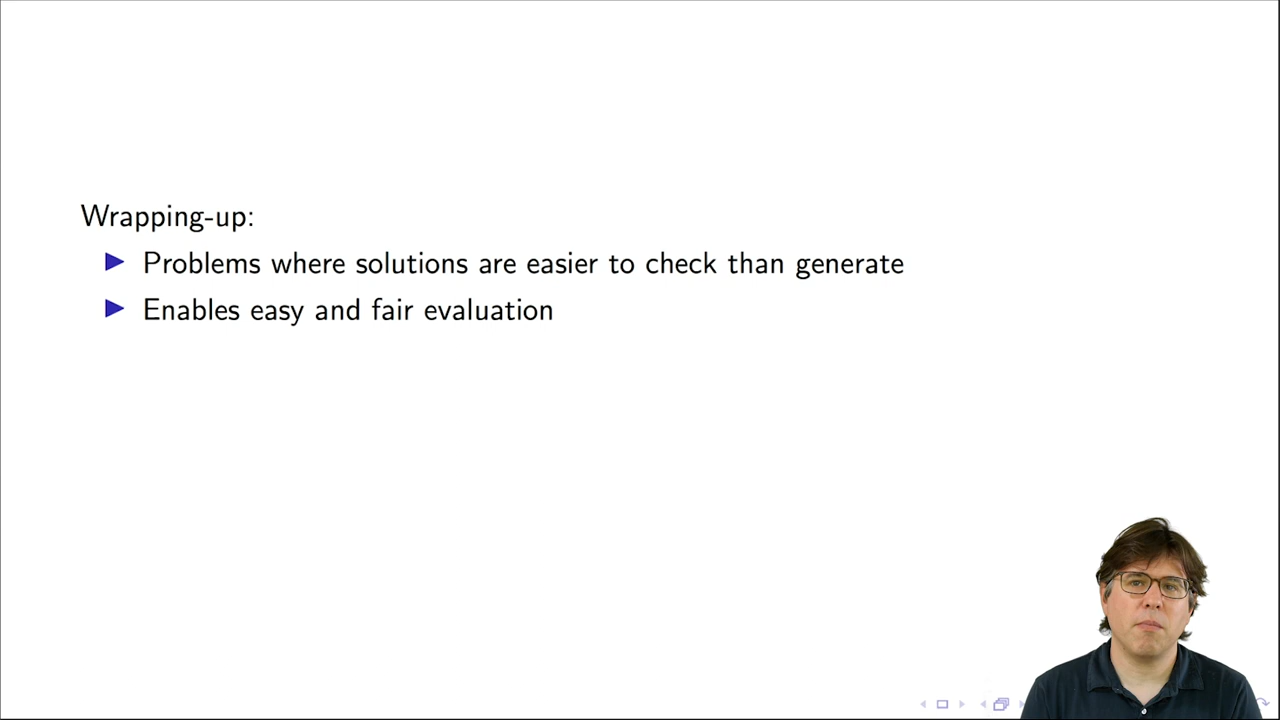 Wrapping-up:
Problems where solutions are easier to check than generate
Enables easy and fair evaluation